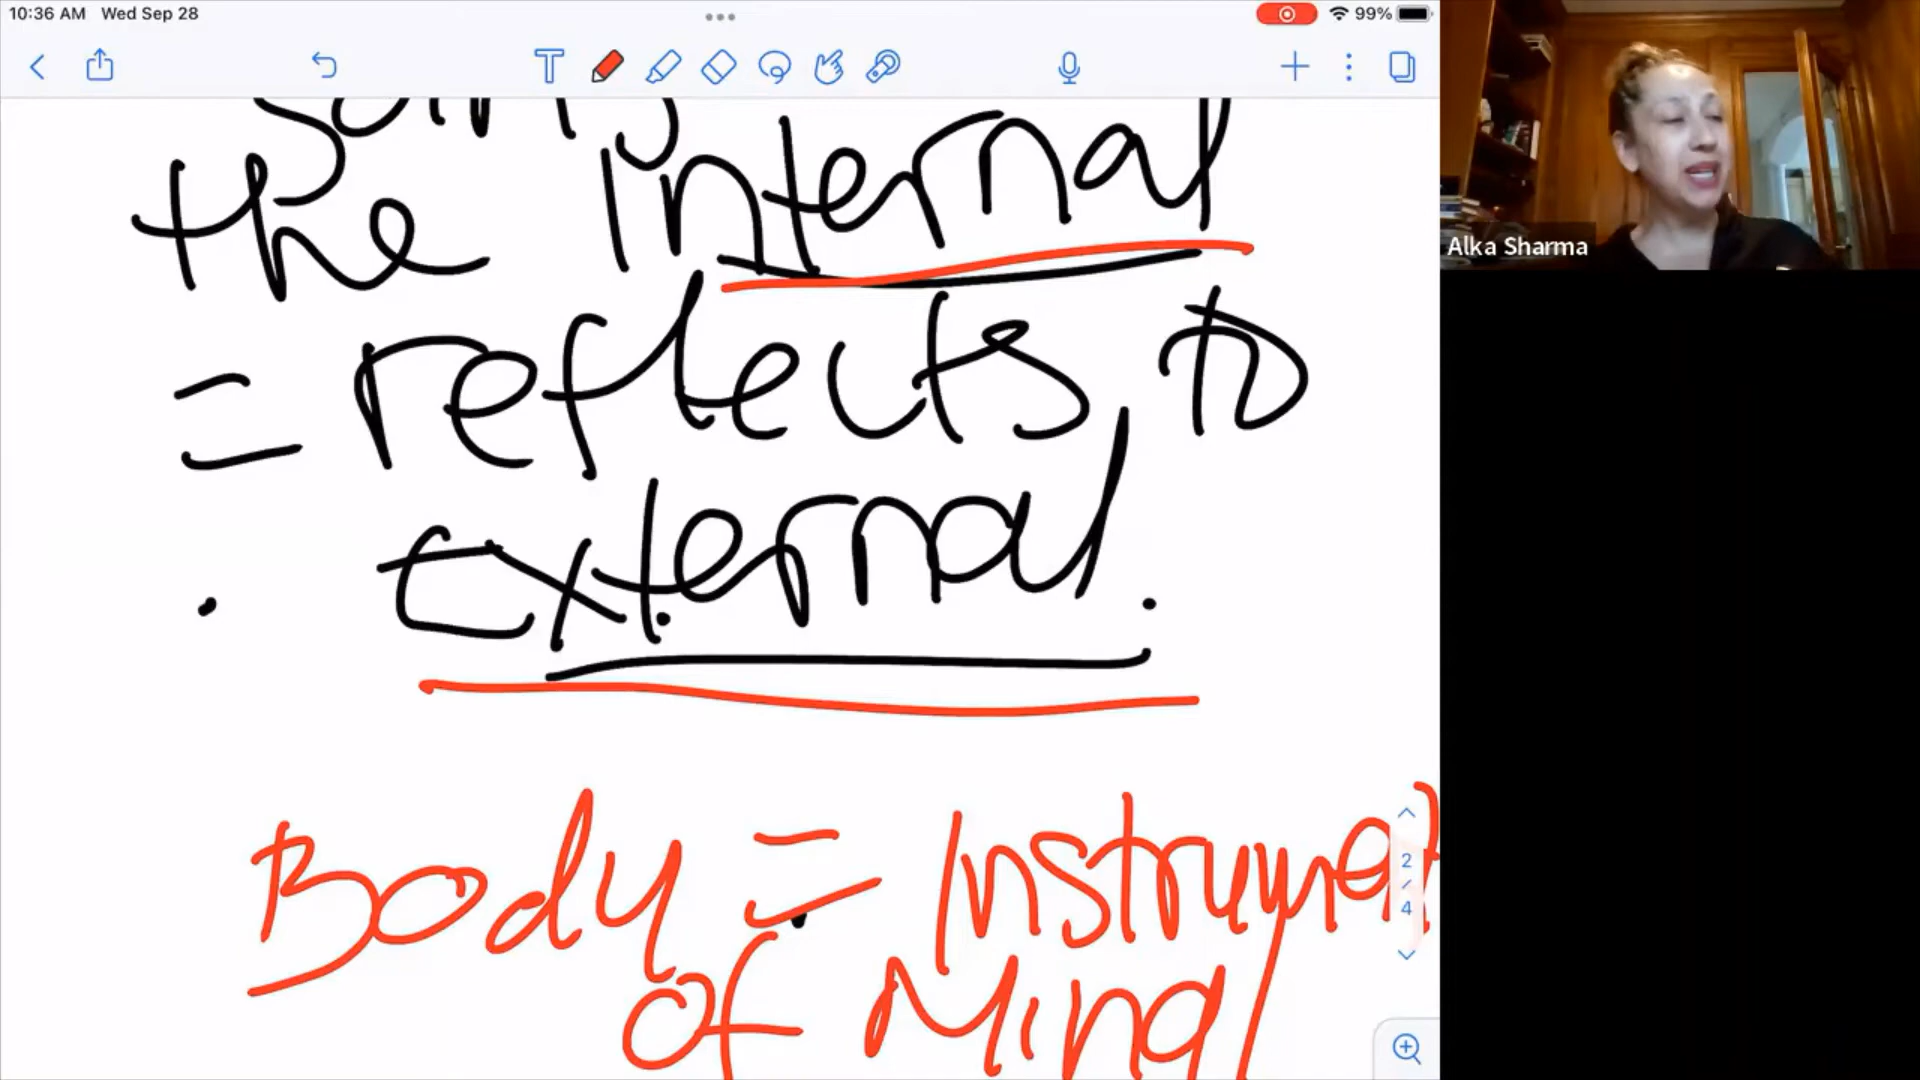 10:36 AM Wed Sep 28
99%
the internal
= reflects to
. External.
Alka Sharma
Body = Instrument
of Mind
2
4